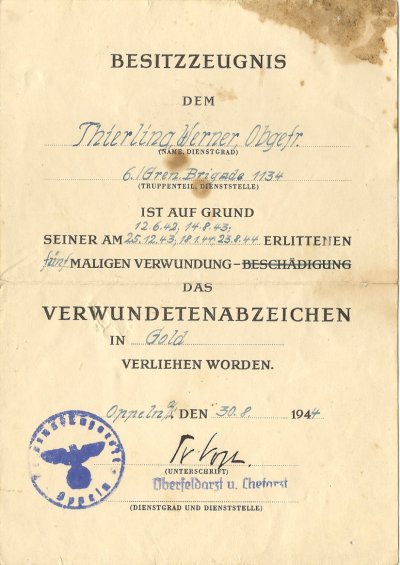 BESITZZEUGNIS
DEM
Thierling, Werner, Obgefr.
(NAME, DIENSTGRAD)
6./Gren. Brigade 1134
(TRUPPENTEIL, DIENSTSTELLE)
IST AUF GRUND
12.6.42, 14.8.43;
SEINER AM 25.12.43; 18.1.44; 23.8.44 ERLITTENEN
fünf MALIGEN VERWUNDUNG – BESCHÄDIGUNG
DAS
VERWUNDETENABZEICHEN
IN Gold
VERLIEHEN WORDEN.
Oppeln, DEN 30.8. 1944
(UNTERSCHRIFT)
Oberfeldarzt u. Chefarzt
(DIENSTGRAD UND DIENSTSTELLE)
Oppeln